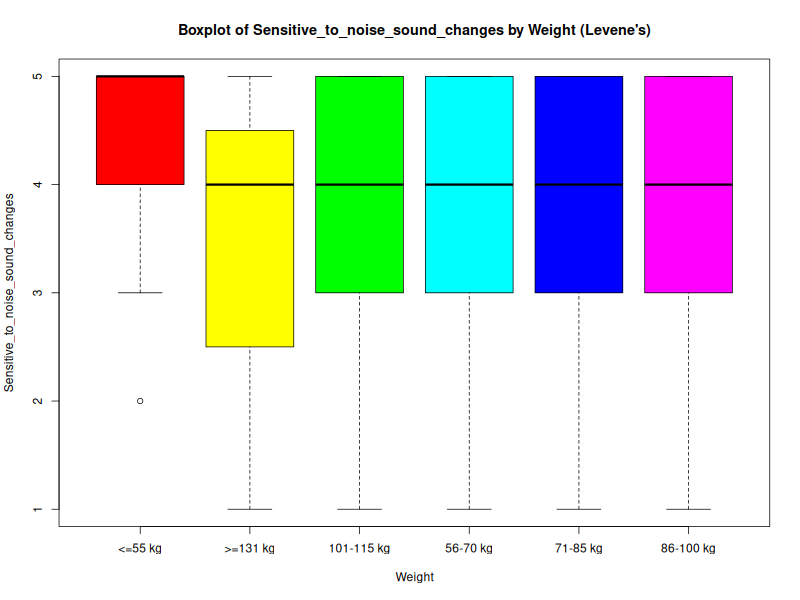 Boxplot of Sensitive_to_noise_sound_changes by Weight (Levene's)
Sensitive_to_noise_sound_changes
5
4
3
2
1
<=55 kg >=131 kg 101-115 kg 56-70 kg 71-85 kg 86-100 kg
Weight